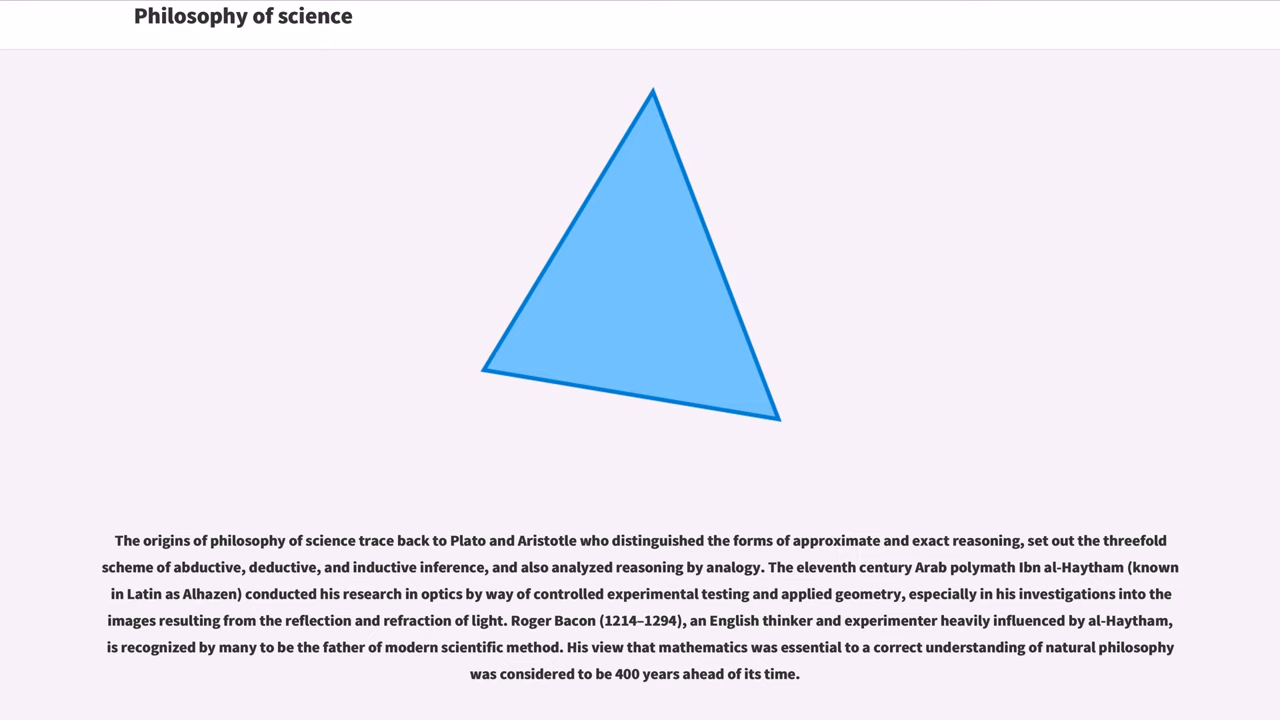 Philosophy of science
The origins of philosophy of science trace back to Plato and Aristotle who distinguished the forms of approximate and exact reasoning, set out the threefold
scheme of abductive, deductive, and inductive inference, and also analyzed reasoning by analogy. The eleventh century Arab polymath Ibn al-Haytham (known
in Latin as Alhazen) conducted his research in optics by way of controlled experimental testing and applied geometry, especially in his investigations into the
images resulting from the reflection and refraction of light. Roger Bacon (1214–1294), an English thinker and experimenter heavily influenced by al-Haytham,
is recognized by many to be the father of modern scientific method. His view that mathematics was essential to a correct understanding of natural philosophy
was considered to be 400 years ahead of its time.